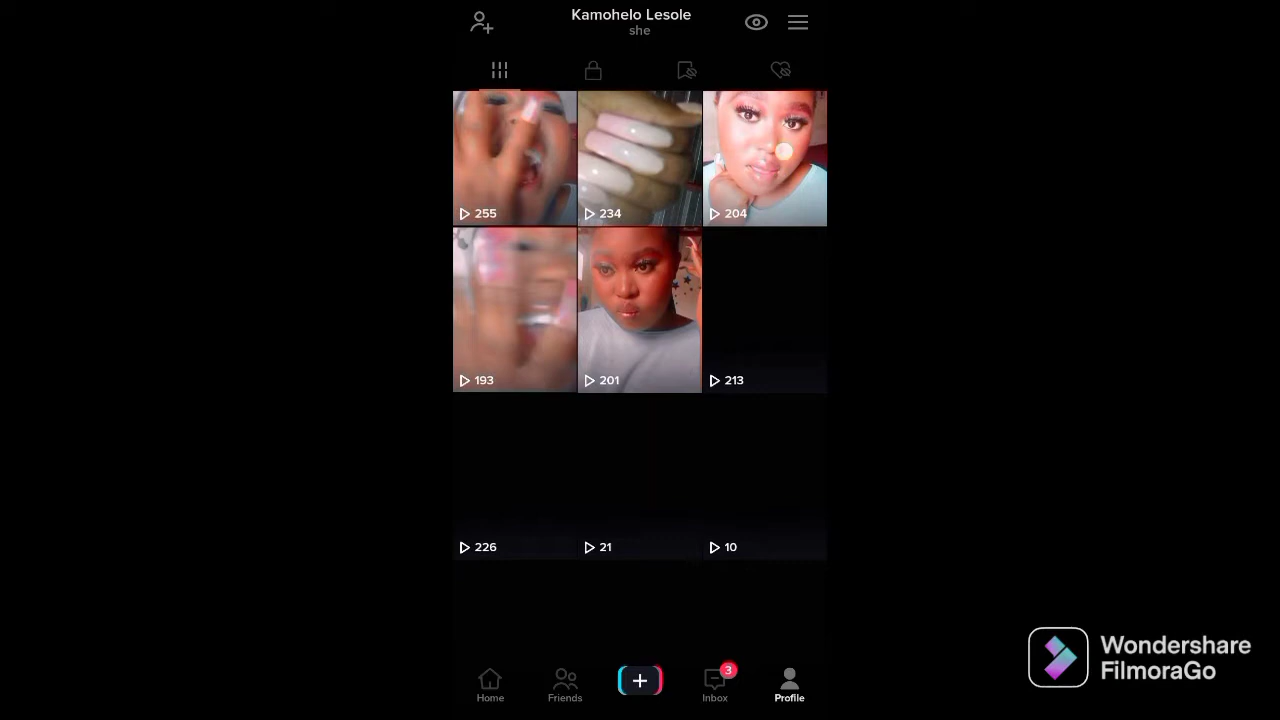 Kamohelo Lesole
she
255
234
204
193
201
213
226
21
10
3
Home
Friends
Inbox
Profile
Wondershare
FilmoraGo